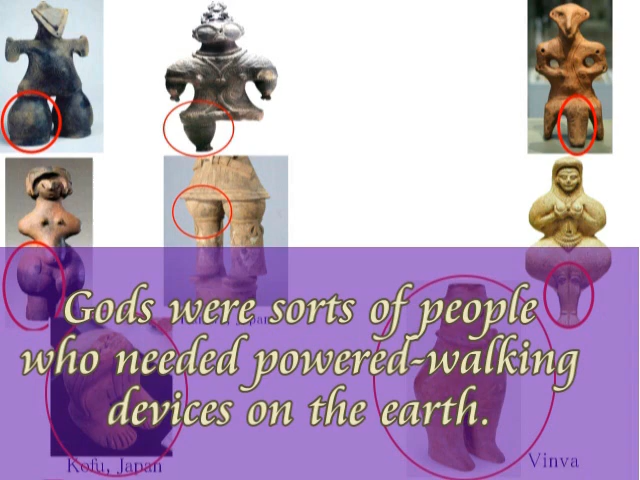 Gods were sorts of people
who needed powered-walking
devices on the earth.
Kofu, Japan
Vinva